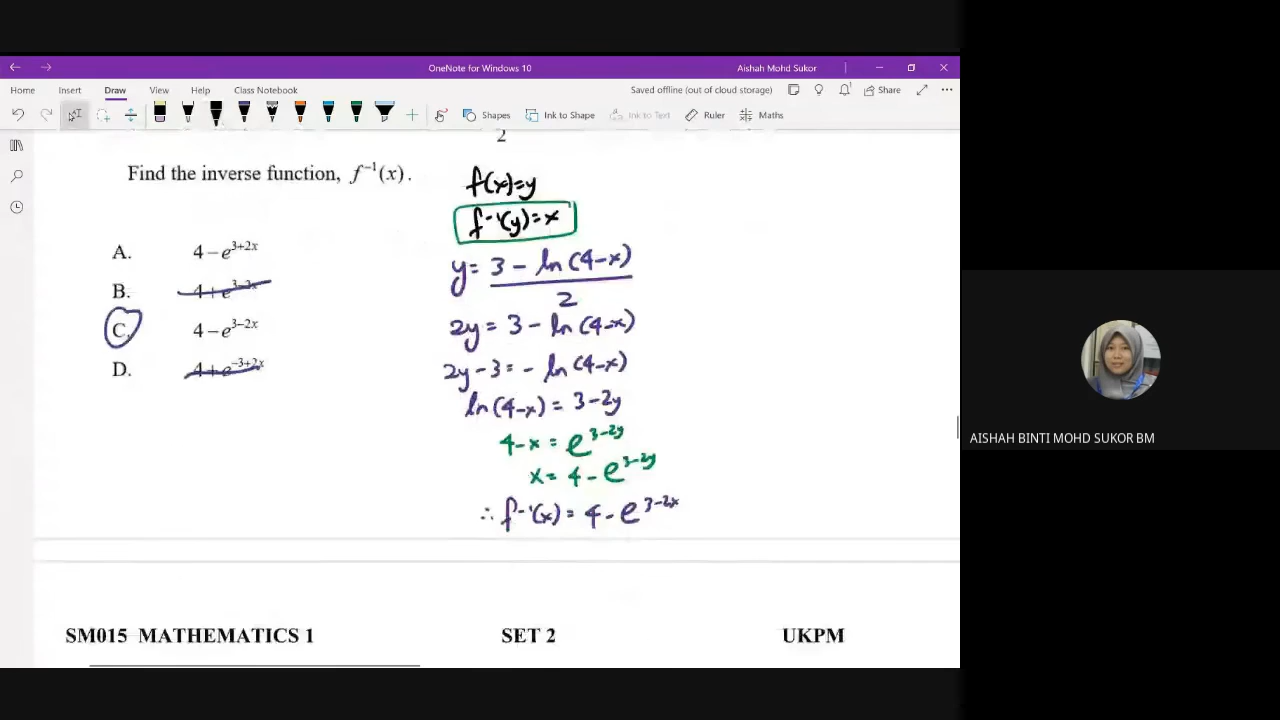 OneNote for Windows 10
Aishah Mohd Sukor
Home Insert Draw View Help Class Notebook
Saved offline (out of cloud storage)
Share
Shapes
Ink to Shape
Ink to Text
Ruler
Maths
2
Find the inverse function, f⁻¹(x).
A. 4 − e^(3+2x)
B. 4 + e^(3−2x)
C. 4 − e^(3−2x)
D. 4 + e^(−3+2x)
f(x)=y
f⁻¹(y)=x
y = 3 − ln(4−x)
2
2y = 3 − ln(4−x)
2y − 3 = − ln(4−x)
ln(4−x) = 3−2y
4−x = e^(3−2y)
x = 4 − e^(3−2y)
∴ f⁻¹(x) = 4 − e^(3−2x)
SM015 MATHEMATICS 1 SET 2 UKPM
AISHAH BINTI MOHD SUKOR BM